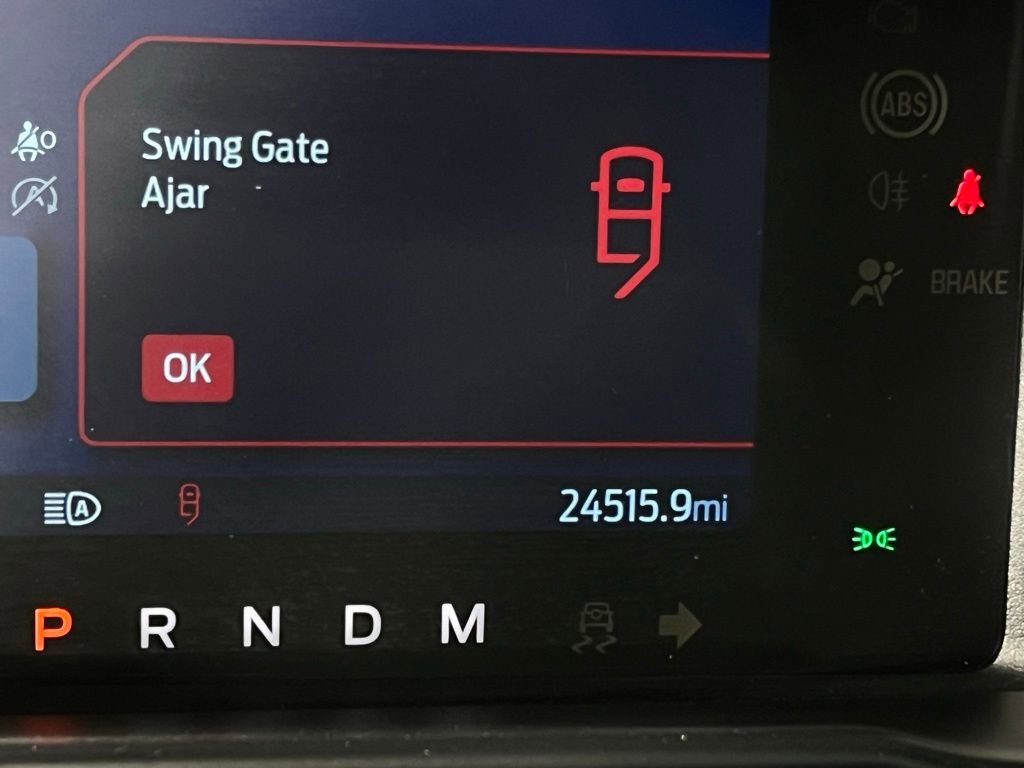 ABS
Swing Gate
Ajar
BRAKE
OK
A
24515.9mi
P R N D M